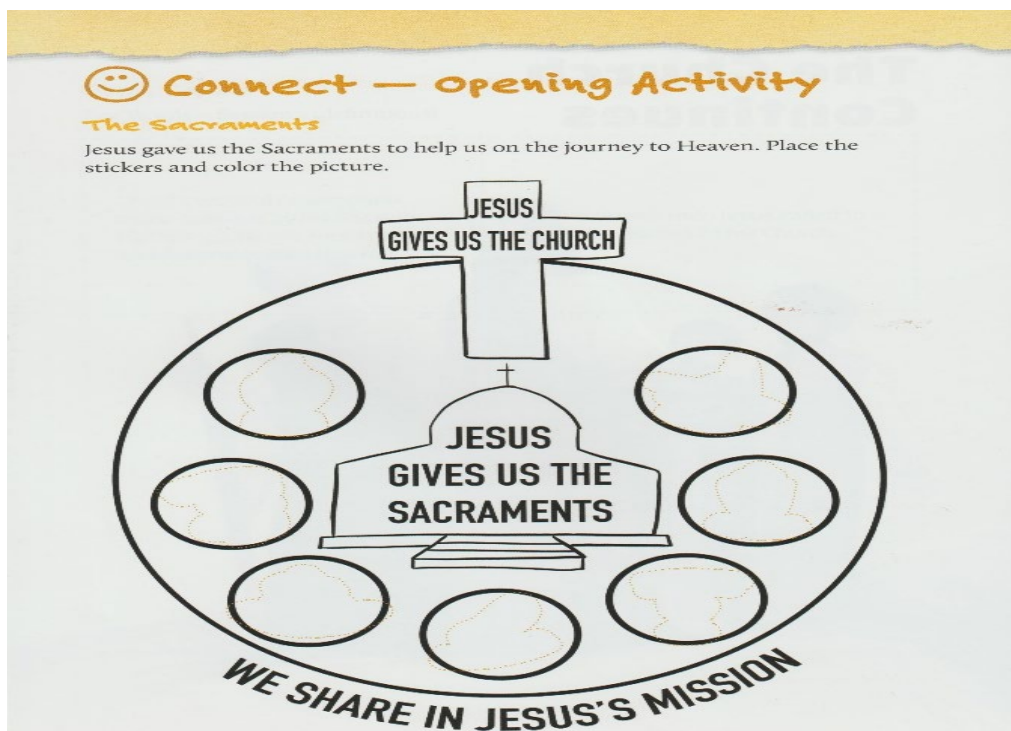 Connect — Opening Activity
The Sacraments
Jesus gave us the Sacraments to help us on the journey to Heaven. Place the
stickers and color the picture.
JESUS
GIVES US THE CHURCH
JESUS
GIVES US THE
SACRAMENTS
WE SHARE IN JESUS'S MISSION